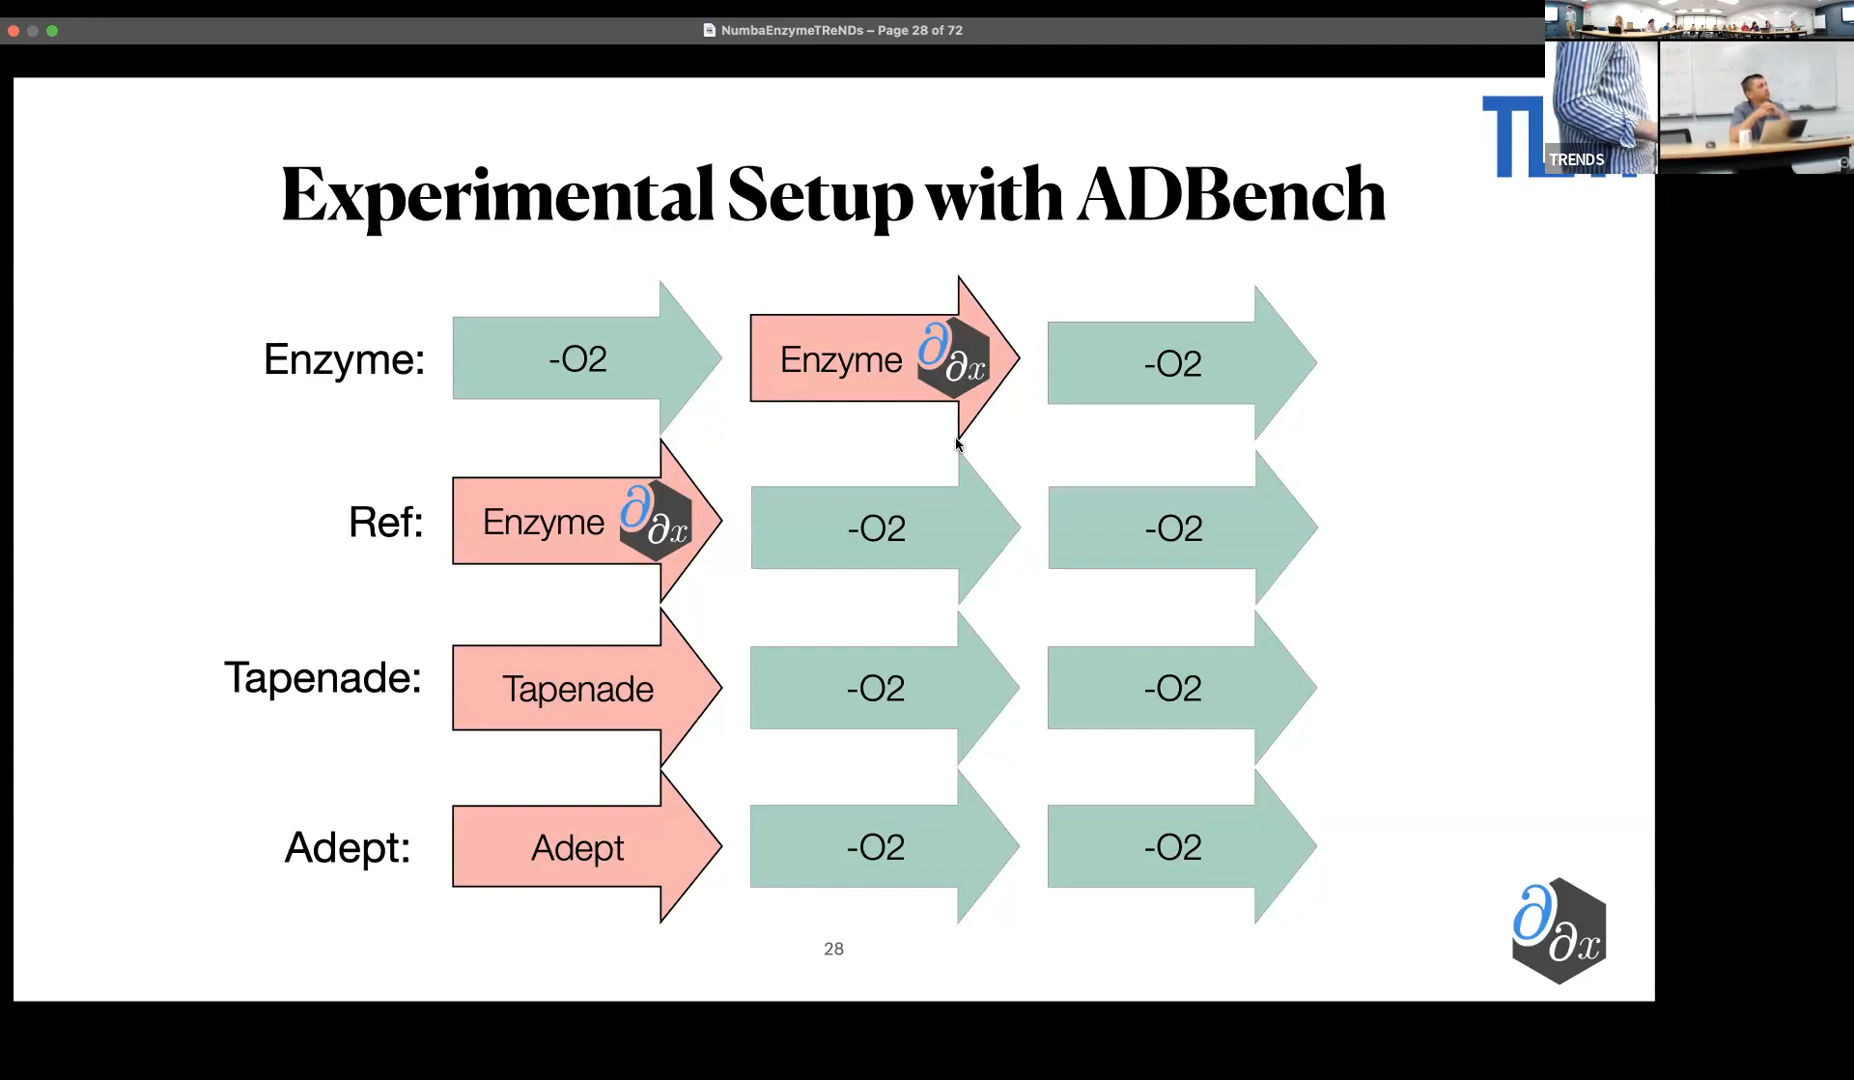 NumbaEnzymeTReNDs – Page 28 of 72
TRENDS
Experimental Setup with ADBench
Enzyme: -O2 Enzyme ∂ ∂x -O2
Ref: Enzyme ∂ ∂x -O2 -O2
Tapenade: Tapenade -O2 -O2
Adept: Adept -O2 -O2
28
∂ ∂x